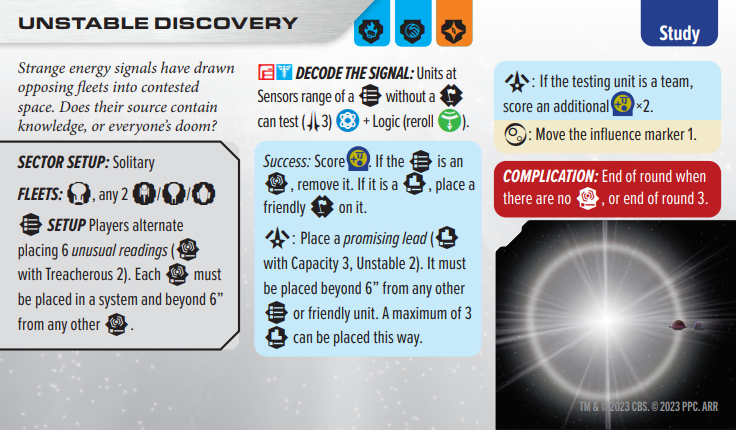 UNSTABLE DISCOVERY
Study
Strange energy signals have drawn
opposing fleets into contested
space. Does their source contain
knowledge, or everyone's doom?
SECTOR SETUP: Solitary
FLEETS: , any 2 / /
SETUP Players alternate
placing 6 unusual readings (
with Treacherous 2). Each must
be placed in a system and beyond 6"
from any other .
DECODE THE SIGNAL: Units at
Sensors range of a without a
can test ( 3) + Logic (reroll ).
Success: Score . If the is an
, remove it. If it is a , place a
friendly on it.
: Place a promising lead (
with Capacity 3, Unstable 2). It must
be placed beyond 6" from any other
or friendly unit. A maximum of 3
can be placed this way.
: If the testing unit is a team,
score an additional ×2.
: Move the influence marker 1.
COMPLICATION: End of round when
there are no , or end of round 3.
TM & © 2023 CBS. © 2023 PPC. ARR